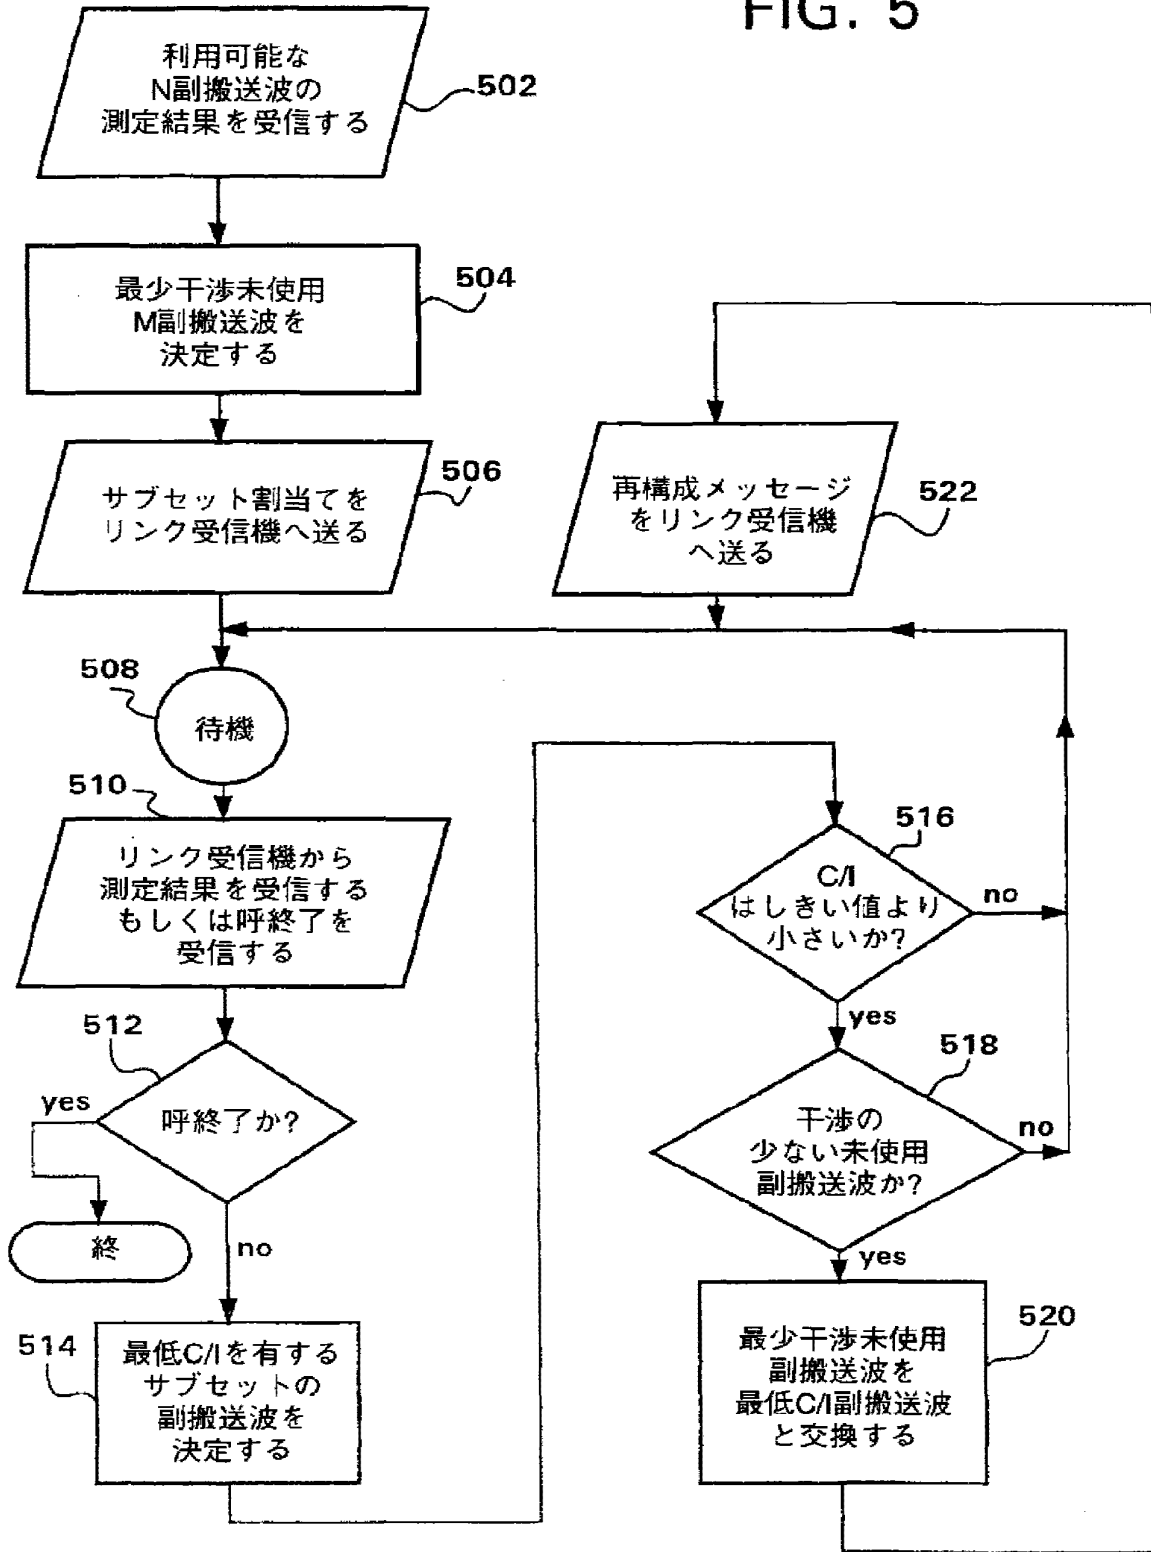 FIG. 5
利用可能な
N副搬送波の
測定結果を受信する
502
最少干渉未使用
M副搬送波を
決定する
504
サブセット割当てを
リンク受信機へ送る
506
再構成メッセージ
をリンク受信機
へ送る
522
508
待機
510
リンク受信機から
測定結果を受信する
もしくは呼終了を
受信する
512
yes
呼終了か?
no
終
514
最低C/Iを有する
サブセットの
副搬送波を
決定する
516
C/I
はしきい値より
小さいか?
no
yes
518
干渉の
少ない未使用
副搬送波か?
no
yes
520
最少干渉未使用
副搬送波を
最低C/I副搬送波
と交換する